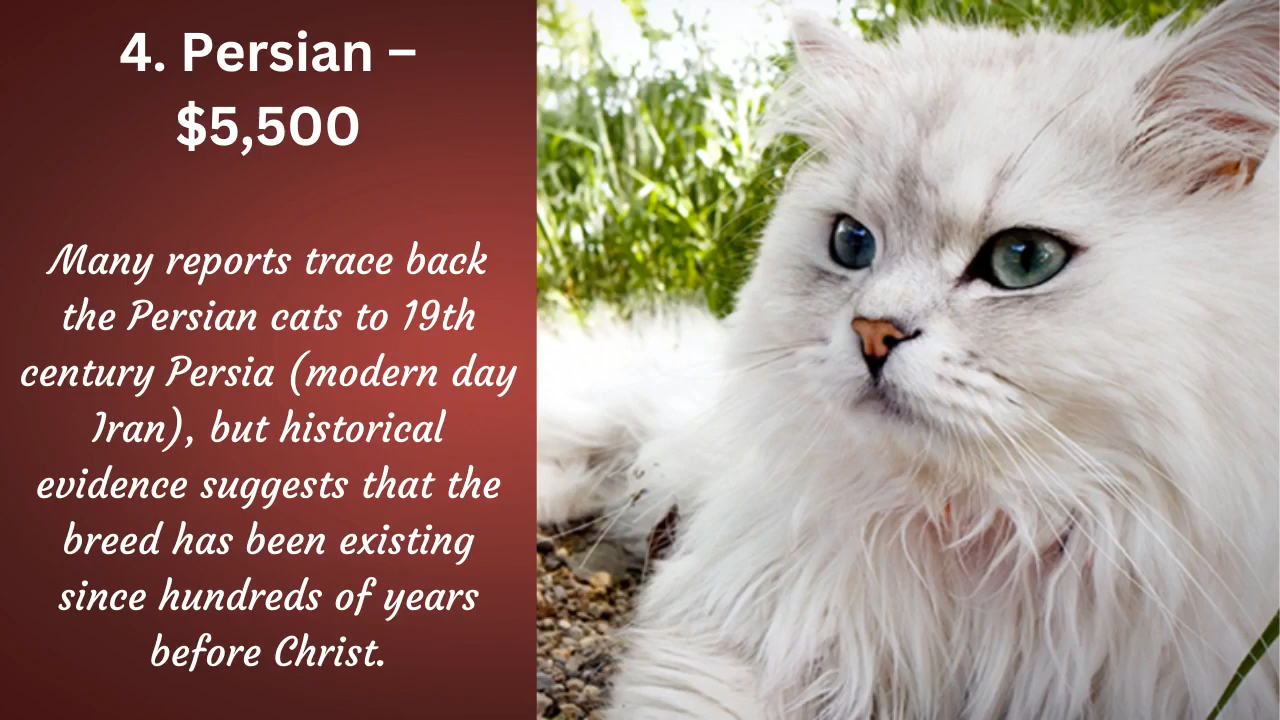 4. Persian –
$5,500
Many reports trace back
the Persian cats to 19th
century Persia (modern day
Iran), but historical
evidence suggests that the
breed has been existing
since hundreds of years
before Christ.